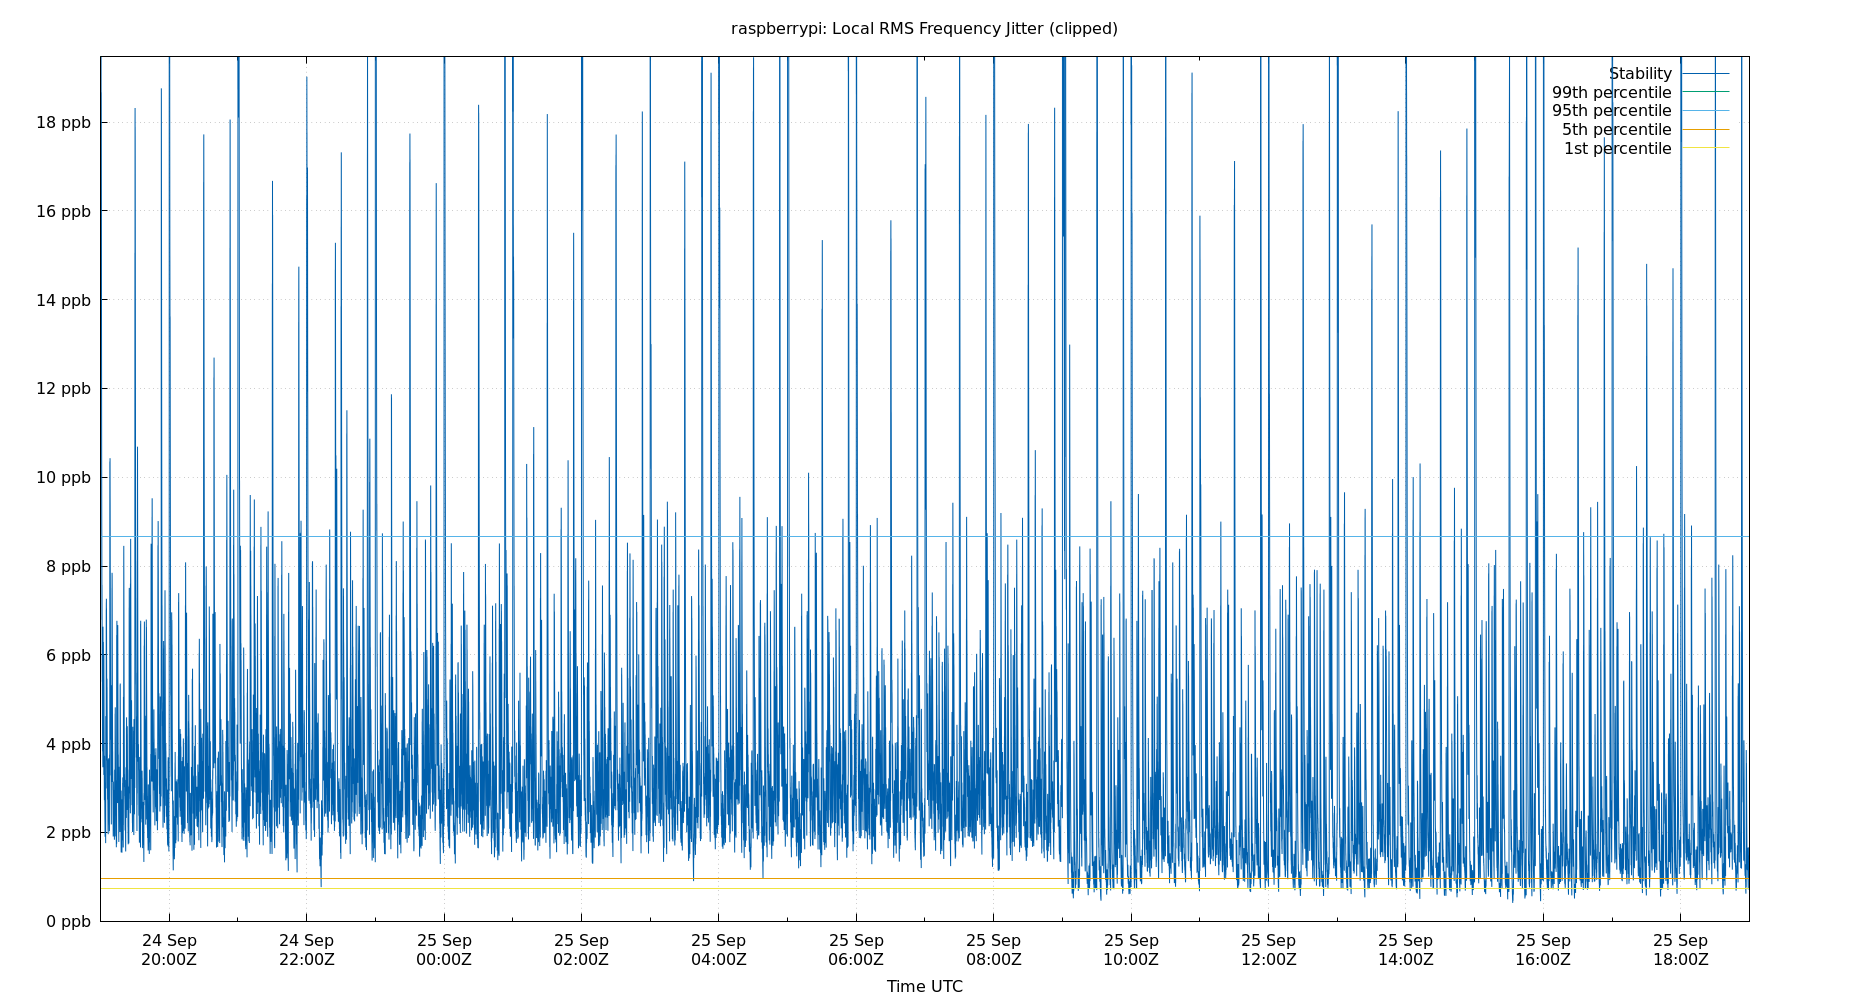 raspberrypi: Local RMS Frequency Jitter (clipped)
Stability
99th percentile
95th percentile
5th percentile
1st percentile
18 ppb
16 ppb
14 ppb
12 ppb
10 ppb
8 ppb
6 ppb
4 ppb
2 ppb
0 ppb
24 Sep 24 Sep 25 Sep 25 Sep 25 Sep 25 Sep 25 Sep 25 Sep 25 Sep 25 Sep 25 Sep 25 Sep
20:00Z 22:00Z 00:00Z 02:00Z 04:00Z 06:00Z 08:00Z 10:00Z 12:00Z 14:00Z 16:00Z 18:00Z
Time UTC